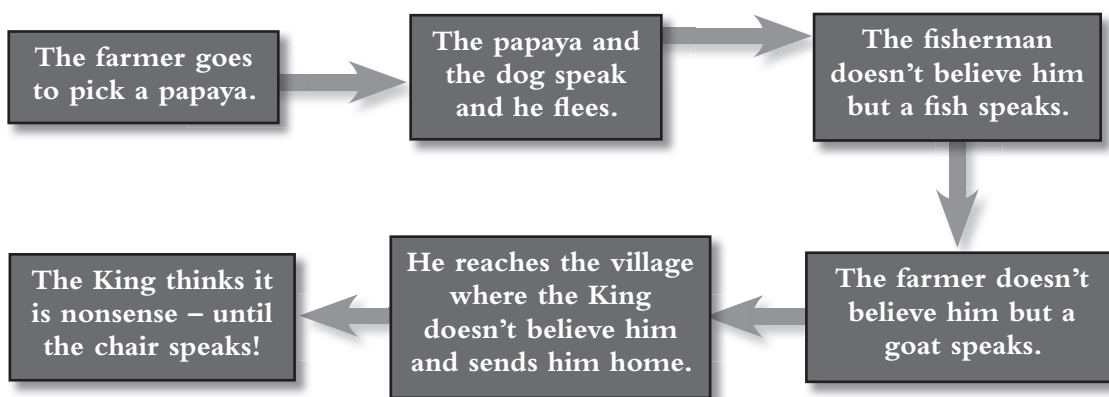 The farmer goes
to pick a papaya.
The papaya and
the dog speak
and he flees.
The fisherman
doesn't believe him
but a fish speaks.
The farmer doesn't
believe him but a
goat speaks.
He reaches the village
where the King
doesn't believe him
and sends him home.
The King thinks it
is nonsense – until
the chair speaks!